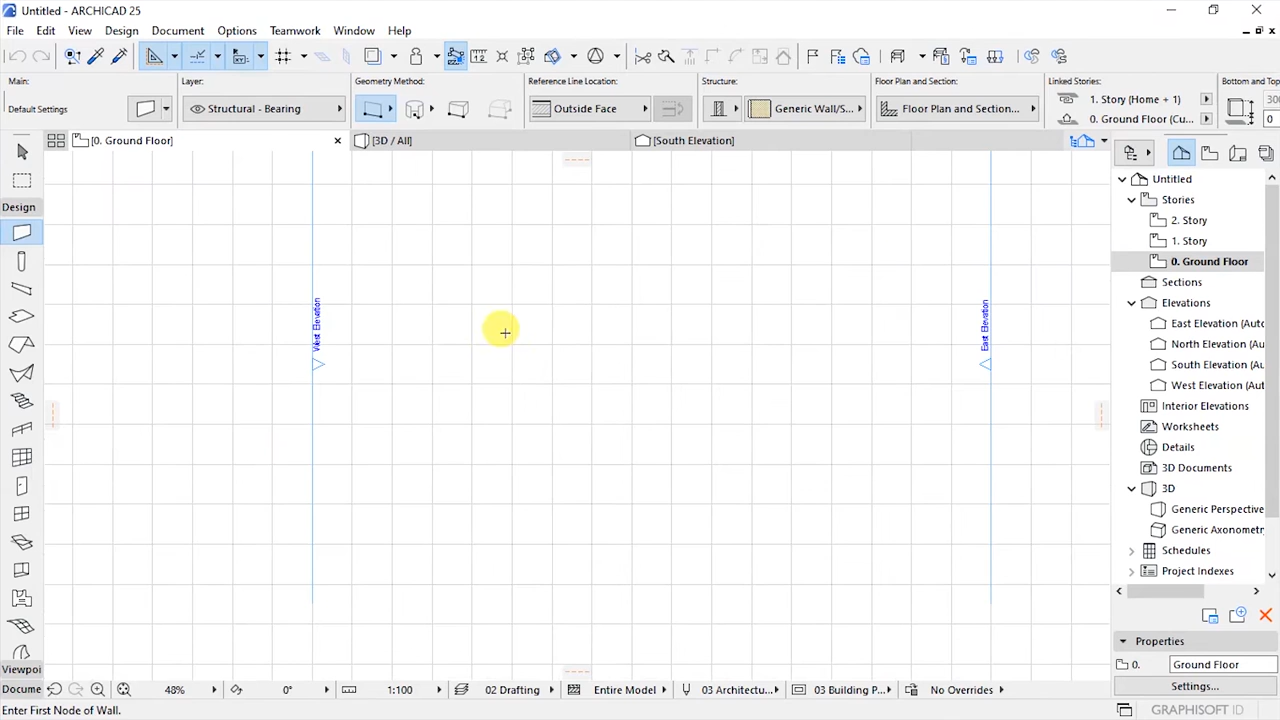 Untitled - ARCHICAD 25
File Edit View Design Document Options Teamwork Window Help
Main:
Layer:
Geometry Method:
Reference Line Location:
Structure:
Floor Plan and Section:
Linked Stories:
Bottom and Top
Default Settings
Structural - Bearing
Outside Face
Generic Wall/S...
Floor Plan and Section...
1. Story (Home + 1)
0. Ground Floor (Cu...
300
0
[0. Ground Floor]
[3D / All]
[South Elevation]
Design
West Elevation
East Elevation
Untitled
Stories
2. Story
1. Story
0. Ground Floor
Sections
Elevations
East Elevation (Aut
North Elevation (Au
South Elevation (Au
West Elevation (Aut
Interior Elevations
Worksheets
Details
3D Documents
3D
Generic Perspective
Generic Axonometr
Schedules
Project Indexes
Properties
0.
Ground Floor
Settings...
Viewpoi
Docume
48%
0°
1:100
02 Drafting
Entire Model
03 Architectu...
03 Building P...
No Overrides
Enter First Node of Wall.
GRAPHISOFT ID